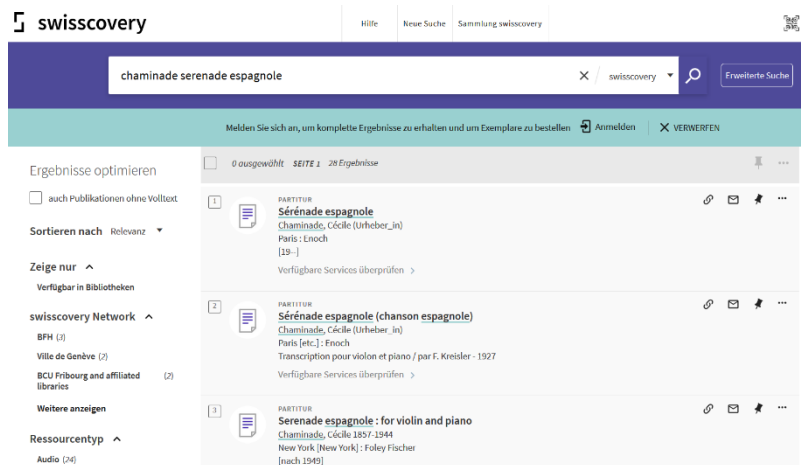 swisscovery
Hilfe
Neue Suche
Sammlung swisscovery
chaminade serenade espagnole
swisscovery
Erweiterte Suche
Melden Sie sich an, um komplette Ergebnisse zu erhalten und um Exemplare zu bestellen Anmelden VERWERFEN
Ergebnisse optimieren
auch Publikationen ohne Volltext
Sortieren nach Relevanz
Zeige nur
Verfügbar in Bibliotheken
swisscovery Network
BFH (3)
Ville de Genève (2)
BCU Fribourg and affiliated (2)
libraries
Weitere anzeigen
Ressourcentyp
Audio (24)
0 ausgewählt SEITE 1 28 Ergebnisse
1
PARTITUR
Sérénade espagnole
Chaminade, Cécile (Urheber_in)
Paris : Enoch
[19--]
Verfügbare Services überprüfen >
2
PARTITUR
Sérénade espagnole (chanson espagnole)
Chaminade, Cécile (Urheber_in)
Paris [etc.] : Enoch
Transcription pour violon et piano / par F. Kreisler - 1927
Verfügbare Services überprüfen >
3
PARTITUR
Serenade espagnole : for violin and piano
Chaminade, Cécile 1857-1944
New York [New York] : Foley Fischer
[nach 1949]